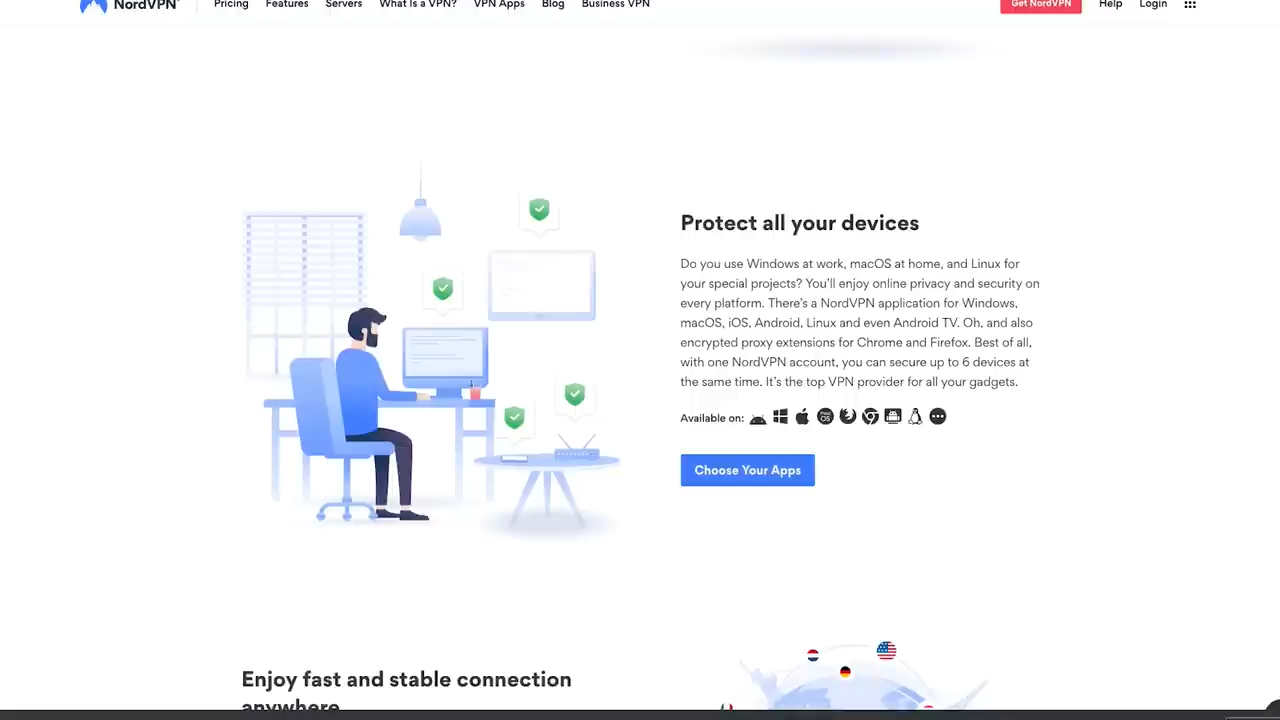 NordVPN
Pricing
Features
Servers
What Is a VPN?
VPN Apps
Blog
Business VPN
Get NordVPN
Help
Login
Protect all your devices
Do you use Windows at work, macOS at home, and Linux for
your special projects? You'll enjoy online privacy and security on
every platform. There's a NordVPN application for Windows,
macOS, iOS, Android, Linux and even Android TV. Oh, and also
encrypted proxy extensions for Chrome and Firefox. Best of all,
with one NordVPN account, you can secure up to 6 devices at
the same time. It's the top VPN provider for all your gadgets.
Available on:
Choose Your Apps
Enjoy fast and stable connection
anywhere